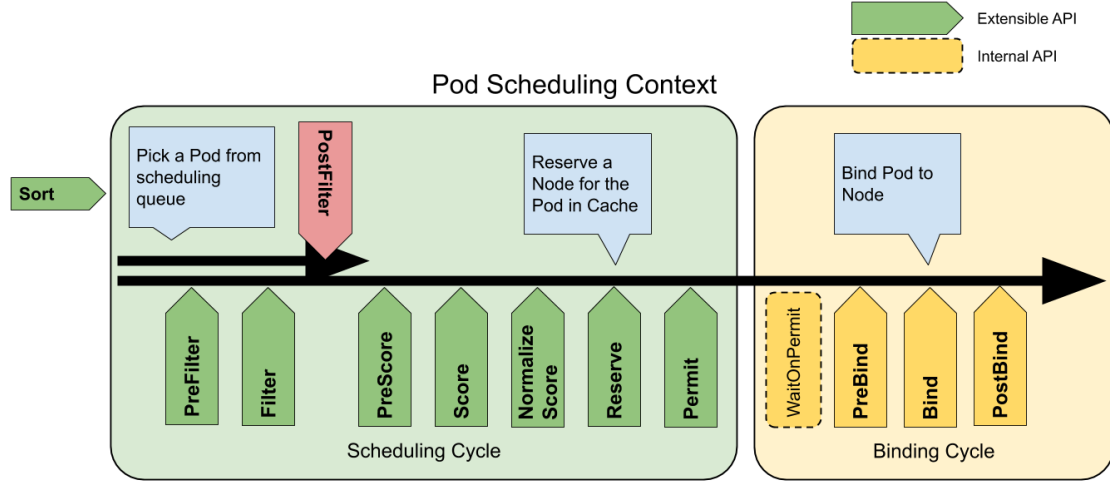 Extensible API
Internal API
Pod Scheduling Context
Pick a Pod from
scheduling
queue
PostFilter
Reserve a
Node for the
Pod in Cache
Bind Pod to
Node
Sort
PreFilter
Filter
PreScore
Score
Normalize
Score
Reserve
Permit
WaitOnPermit
PreBind
Bind
PostBind
Scheduling Cycle
Binding Cycle